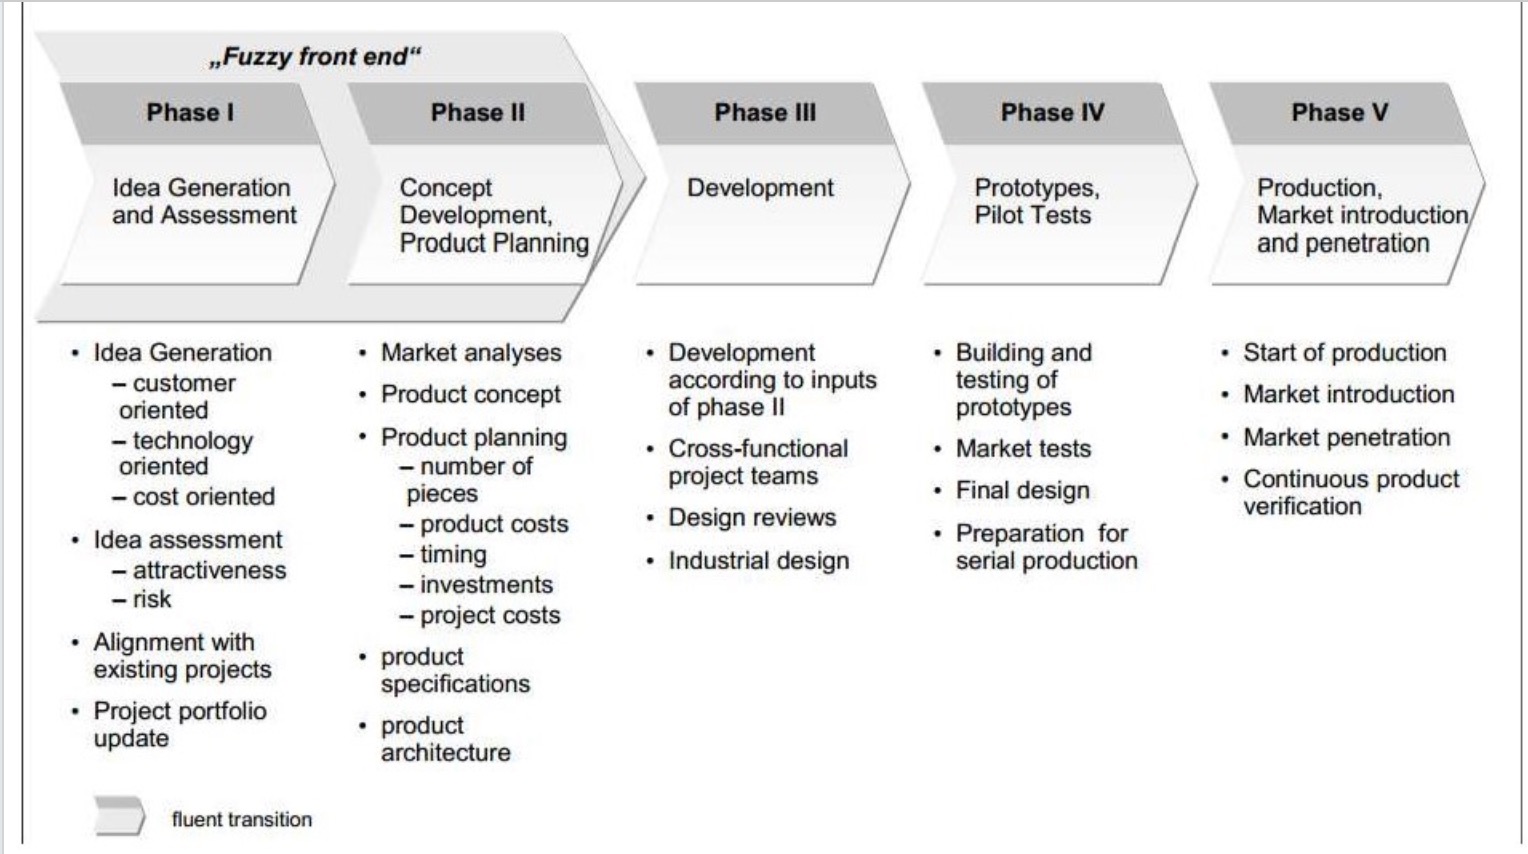 „Fuzzy front end“
Phase I
Idea Generation
and Assessment
Phase II
Concept
Development,
Product Planning
Phase III
Development
Phase IV
Prototypes,
Pilot Tests
Phase V
Production,
Market introduction
and penetration
• Idea Generation
– customer
oriented
– technology
oriented
– cost oriented
• Idea assessment
– attractiveness
– risk
• Alignment with
existing projects
• Project portfolio
update
• Market analyses
• Product concept
• Product planning
– number of
pieces
– product costs
– timing
– investments
– project costs
• product
specifications
• product
architecture
• Development
according to inputs
of phase II
• Cross-functional
project teams
• Design reviews
• Industrial design
• Building and
testing of
prototypes
• Market tests
• Final design
• Preparation for
serial production
• Start of production
• Market introduction
• Market penetration
• Continuous product
verification
fluent transition